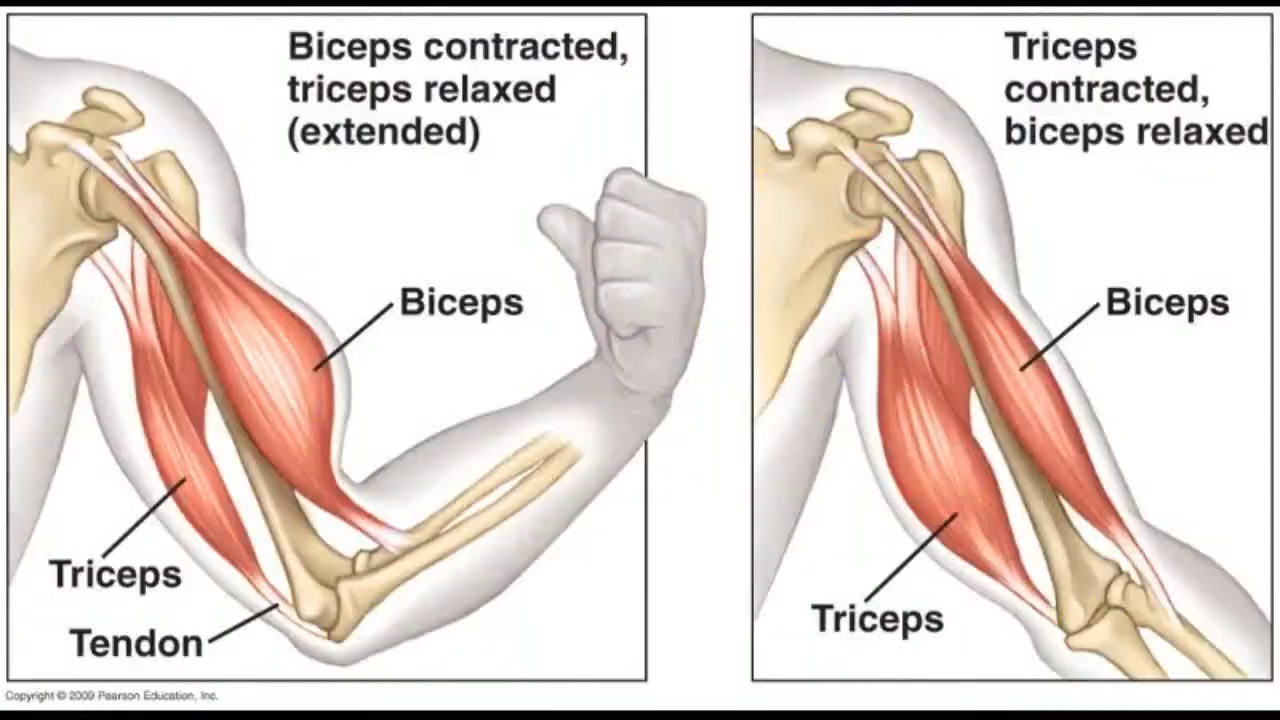 Biceps contracted,
triceps relaxed
(extended)
Biceps
Triceps
Tendon
Triceps
contracted,
biceps relaxed
Biceps
Triceps
Copyright © 2009 Pearson Education, Inc.